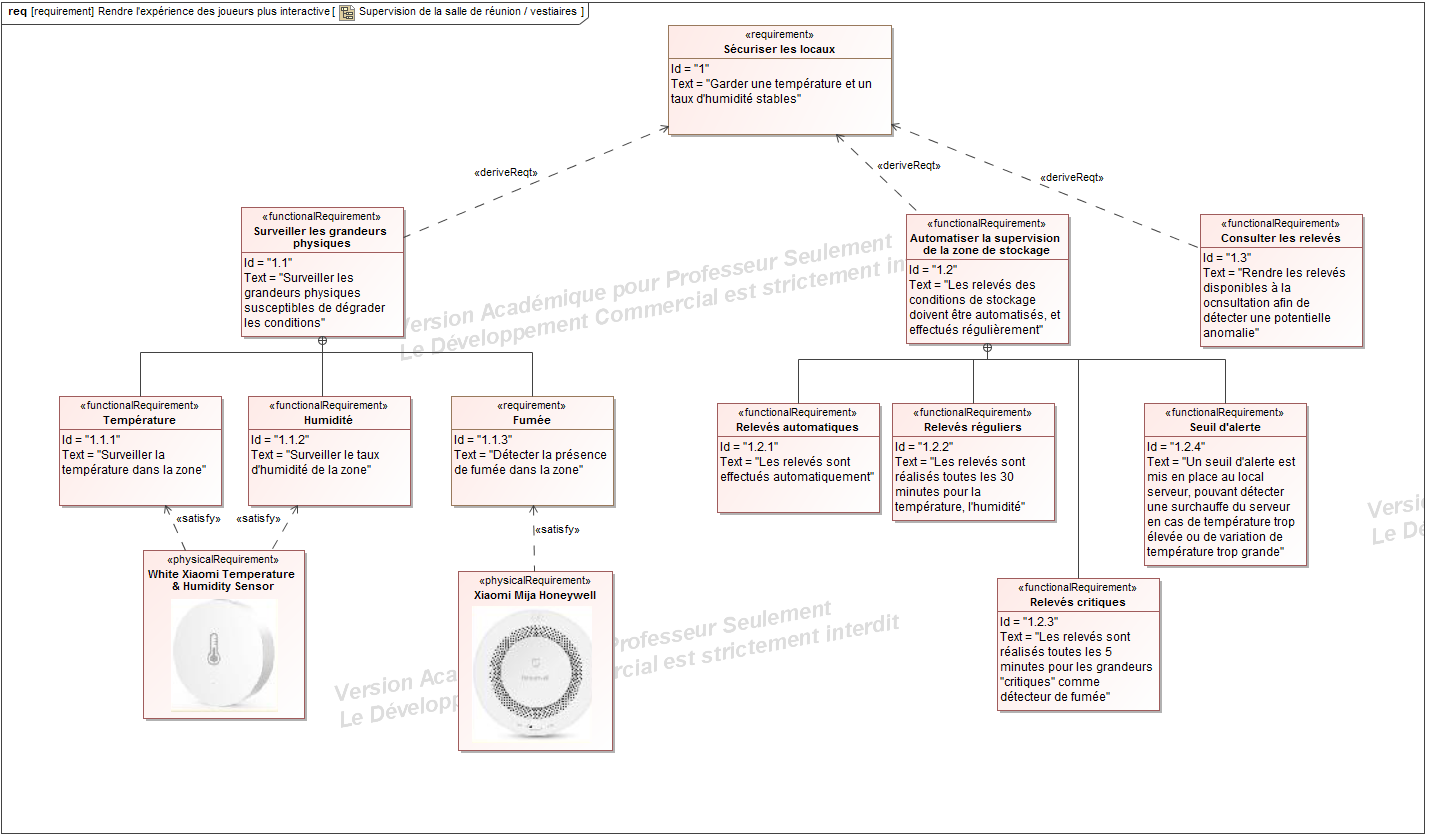 req [requirement] Rendre l'expérience des joueurs plus interactive [ Supervision de la salle de réunion / vestiaires ]
«requirement»
Sécuriser les locaux
Id = "1"
Text = "Garder une température et un
taux d'humidité stables"
«deriveReqt»
«deriveReqt»
«deriveReqt»
«functionalRequirement»
Surveiller les grandeurs
physiques
Id = "1.1"
Text = "Surveiller les
grandeurs physiques
susceptibles de dégrader
les conditions"
«functionalRequirement»
Automatiser la supervision
de la zone de stockage
Id = "1.2"
Text = "Les relevés des
conditions de stockage
doivent être automatisés, et
effectués régulièrement"
«functionalRequirement»
Consulter les relevés
Id = "1.3"
Text = "Rendre les relevés
disponibles à la
ocnsultation afin de
détecter une potentielle
anomalie"
Version Académique pour Professeur Seulement
Le Développement Commercial est strictement in
«functionalRequirement»
Température
Id = "1.1.1"
Text = "Surveiller la
température dans la zone"
«functionalRequirement»
Humidité
Id = "1.1.2"
Text = "Surveiller le taux
d'humidité de la zone"
«requirement»
Fumée
Id = "1.1.3"
Text = "Détecter la présence
de fumée dans la zone"
«functionalRequirement»
Relevés automatiques
Id = "1.2.1"
Text = "Les relevés sont
effectués automatiquement"
«functionalRequirement»
Relevés réguliers
Id = "1.2.2"
Text = "Les relevés sont
réalisés toutes les 30
minutes pour la
température, l'humidité"
«functionalRequirement»
Seuil d'alerte
Id = "1.2.4"
Text = "Un seuil d'alerte est
mis en place au local
serveur, pouvant détecter
une surchauffe du serveur
en cas de température trop
élevée ou de variation de
température trop grande"
«satisfy»
«satisfy»
«satisfy»
«physicalRequirement»
White Xiaomi Temperature
& Humidity Sensor
«physicalRequirement»
Xiaomi Mija Honeywell
«functionalRequirement»
Relevés critiques
Id = "1.2.3"
Text = "Les relevés sont
réalisés toutes les 5
minutes pour les grandeurs
"critiques" comme
détecteur de fumée"
Version Aca Professeur Seulement
Le Développ rcial est strictement interdit
Versi
Le Dé